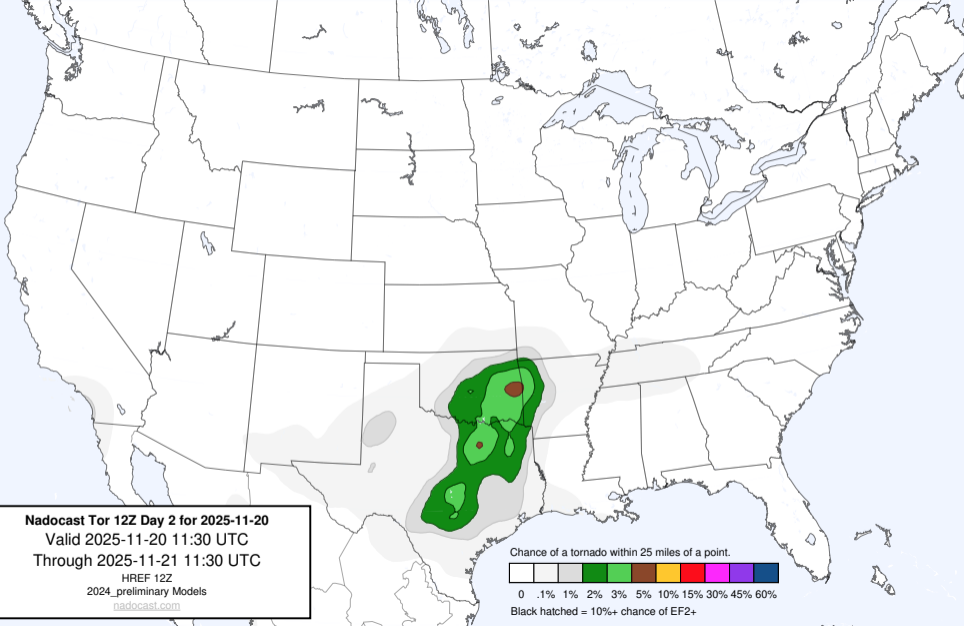 Nadocast Tor 12Z Day 2 for 2025-11-20
Valid 2025-11-20 11:30 UTC
Through 2025-11-21 11:30 UTC
HREF 12Z
2024_preliminary Models
nadocast.com
Chance of a tornado within 25 miles of a point.
0 .1% 1% 2% 3% 5% 10% 15% 30% 45% 60%
Black hatched = 10%+ chance of EF2+